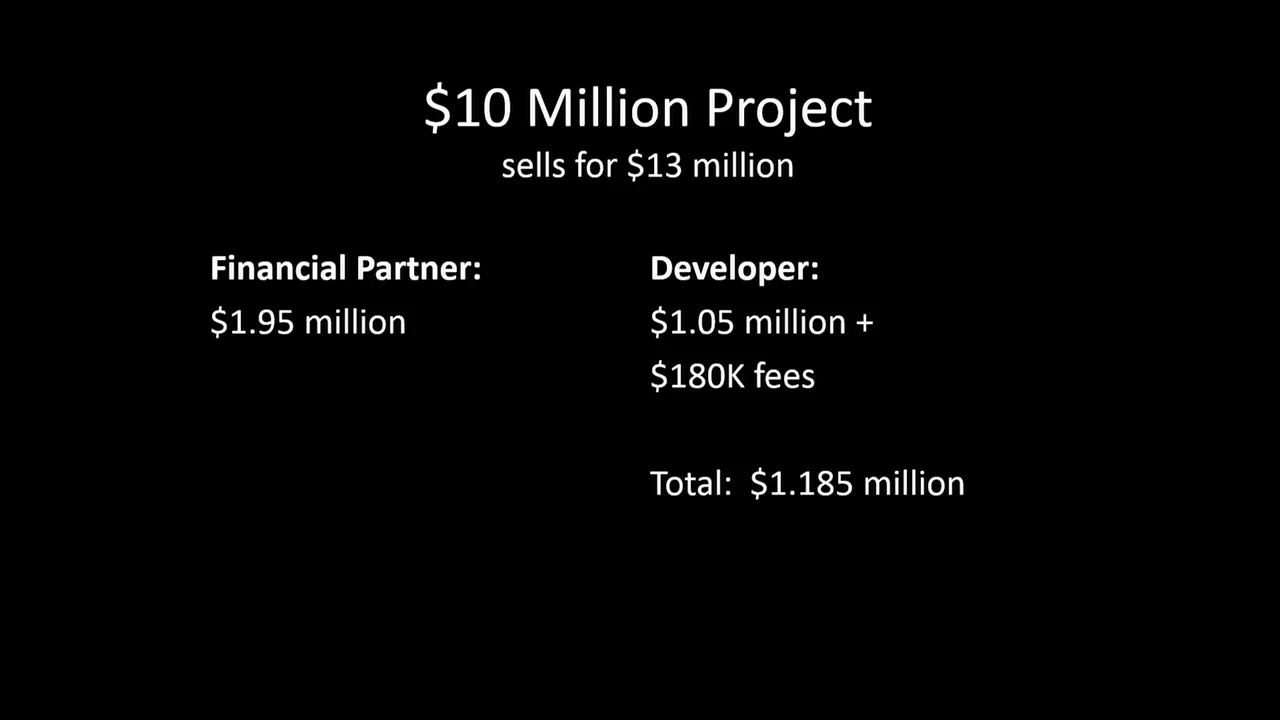 $10 Million Project
sells for $13 million
Financial Partner:
$1.95 million
Developer:
$1.05 million +
$180K fees
Total: $1.185 million